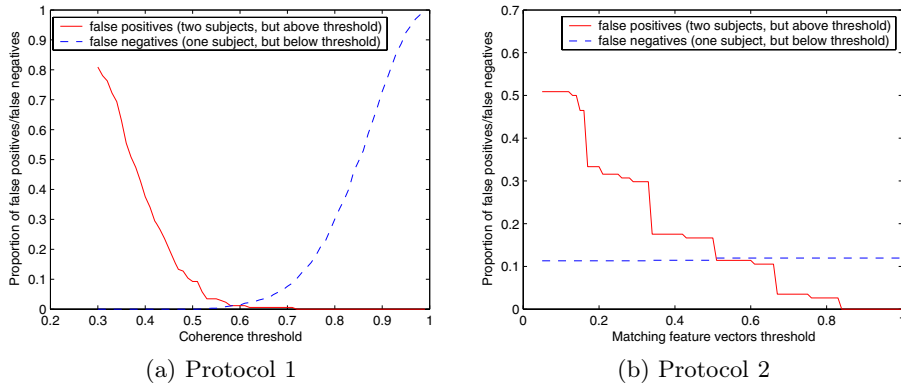 false positives (two subjects, but above threshold)
false negatives (one subject, but below threshold)
Proportion of false positives/false negatives
1
0.9
0.8
0.7
0.6
0.5
0.4
0.3
0.2
0.1
0
0.2 0.3 0.4 0.5 0.6 0.7 0.8 0.9 1
Coherence threshold
(a) Protocol 1
false positives (two subjects, but above threshold)
false negatives (one subject, but below threshold)
Proportion of false positives/false negatives
0.7
0.6
0.5
0.4
0.3
0.2
0.1
0
0 0.2 0.4 0.6 0.8 1
Matching feature vectors threshold
(b) Protocol 2